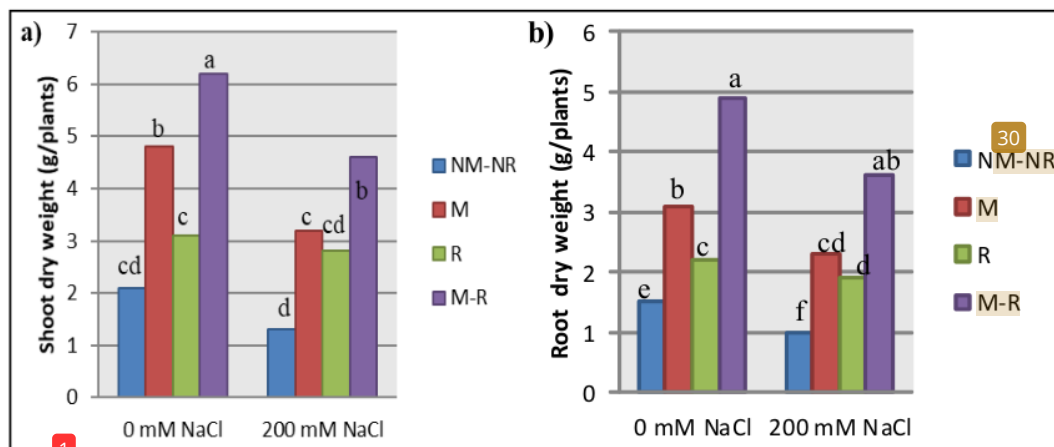 a)
Shoot dry weight (g/plants)
7
6
5
4
3
2
1
0
cd
b
c
a
d
c
cd
b
0 mM NaCl
200 mM NaCl
NM-NR
M
R
M-R
1
b)
Root dry weight (g/plants)
6
5
4
3
2
1
0
e
b
c
a
f
cd
d
ab
0 mM NaCl
200 mM NaCl
30
NM-NR
M
R
M-R